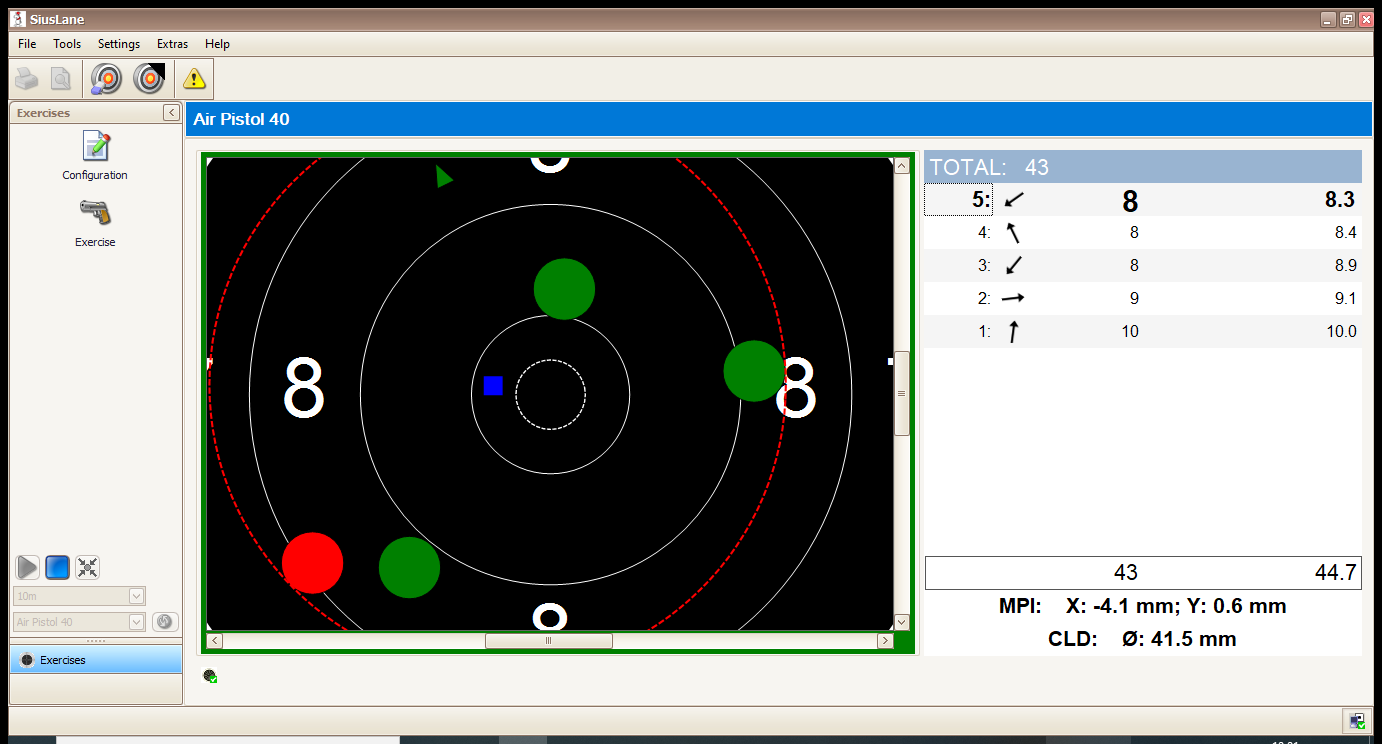 SiusLane
File Tools Settings Extras Help
Exercises
Configuration
Exercise
10m
Air Pistol 40
Exercises
Air Pistol 40
8 8
TOTAL: 43
5: 8 8.3
4: 8 8.4
3: 8 8.9
2: 9 9.1
1: 10 10.0
43 44.7
MPI: X: -4.1 mm; Y: 0.6 mm
CLD: Ø: 41.5 mm